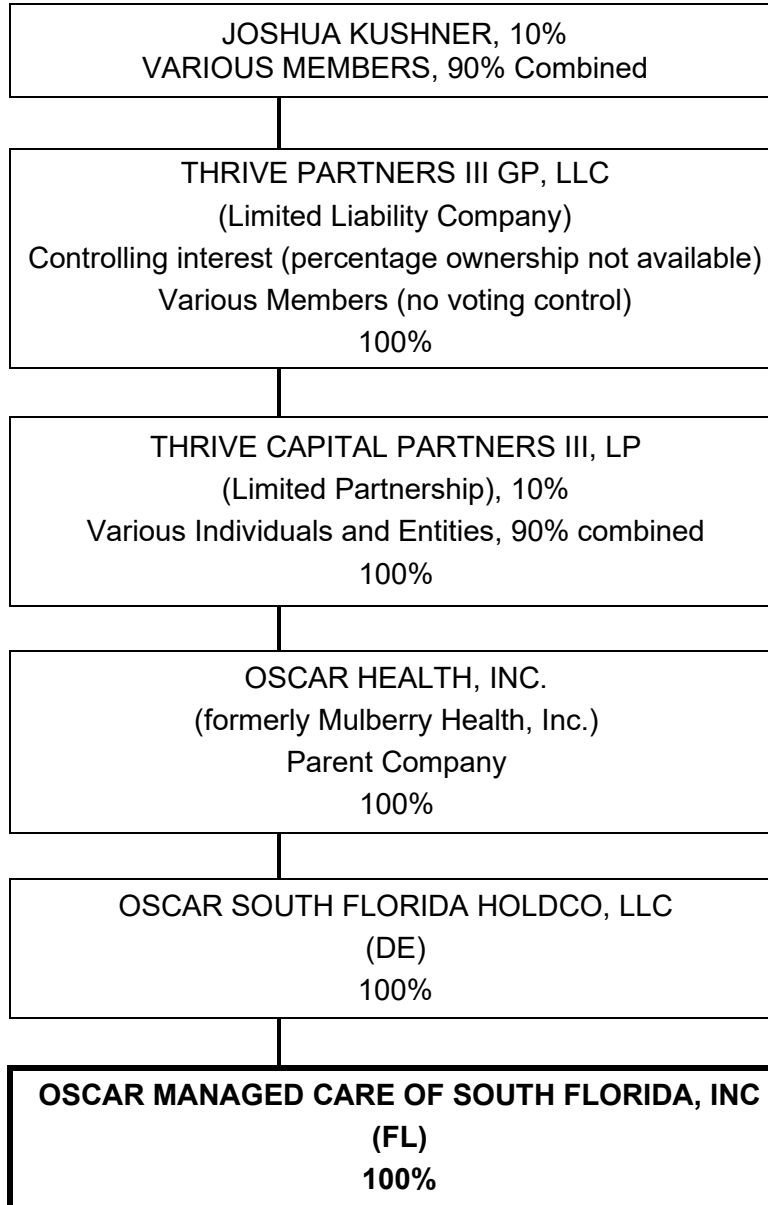 JOSHUA KUSHNER, 10%
VARIOUS MEMBERS, 90% Combined
THRIVE PARTNERS III GP, LLC
(Limited Liability Company)
Controlling interest (percentage ownership not available)
Various Members (no voting control)
100%
THRIVE CAPITAL PARTNERS III, LP
(Limited Partnership), 10%
Various Individuals and Entities, 90% combined
100%
OSCAR HEALTH, INC.
(formerly Mulberry Health, Inc.)
Parent Company
100%
OSCAR SOUTH FLORIDA HOLDCO, LLC
(DE)
100%
OSCAR MANAGED CARE OF SOUTH FLORIDA, INC
(FL)
100%